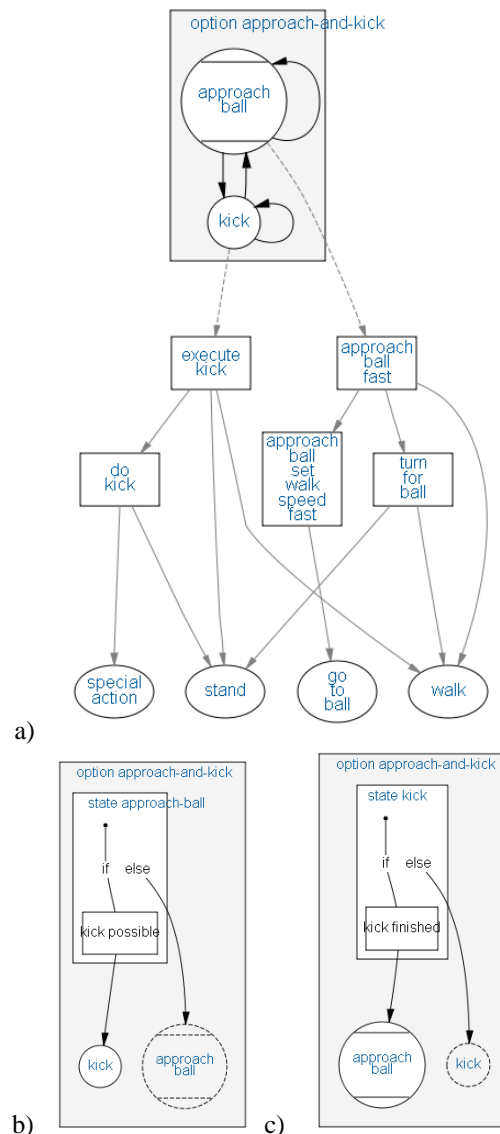 option approach-and-kick
approach
ball
kick
execute
kick
approach
ball
fast
do
kick
approach
ball
set
walk
speed
fast
turn
for
ball
special
action
stand
go
to
ball
walk
a)
option approach-and-kick
state approach-ball
if else
kick possible
kick
approach
ball
b)
option approach-and-kick
state kick
if else
kick finished
approach
ball
kick
c)